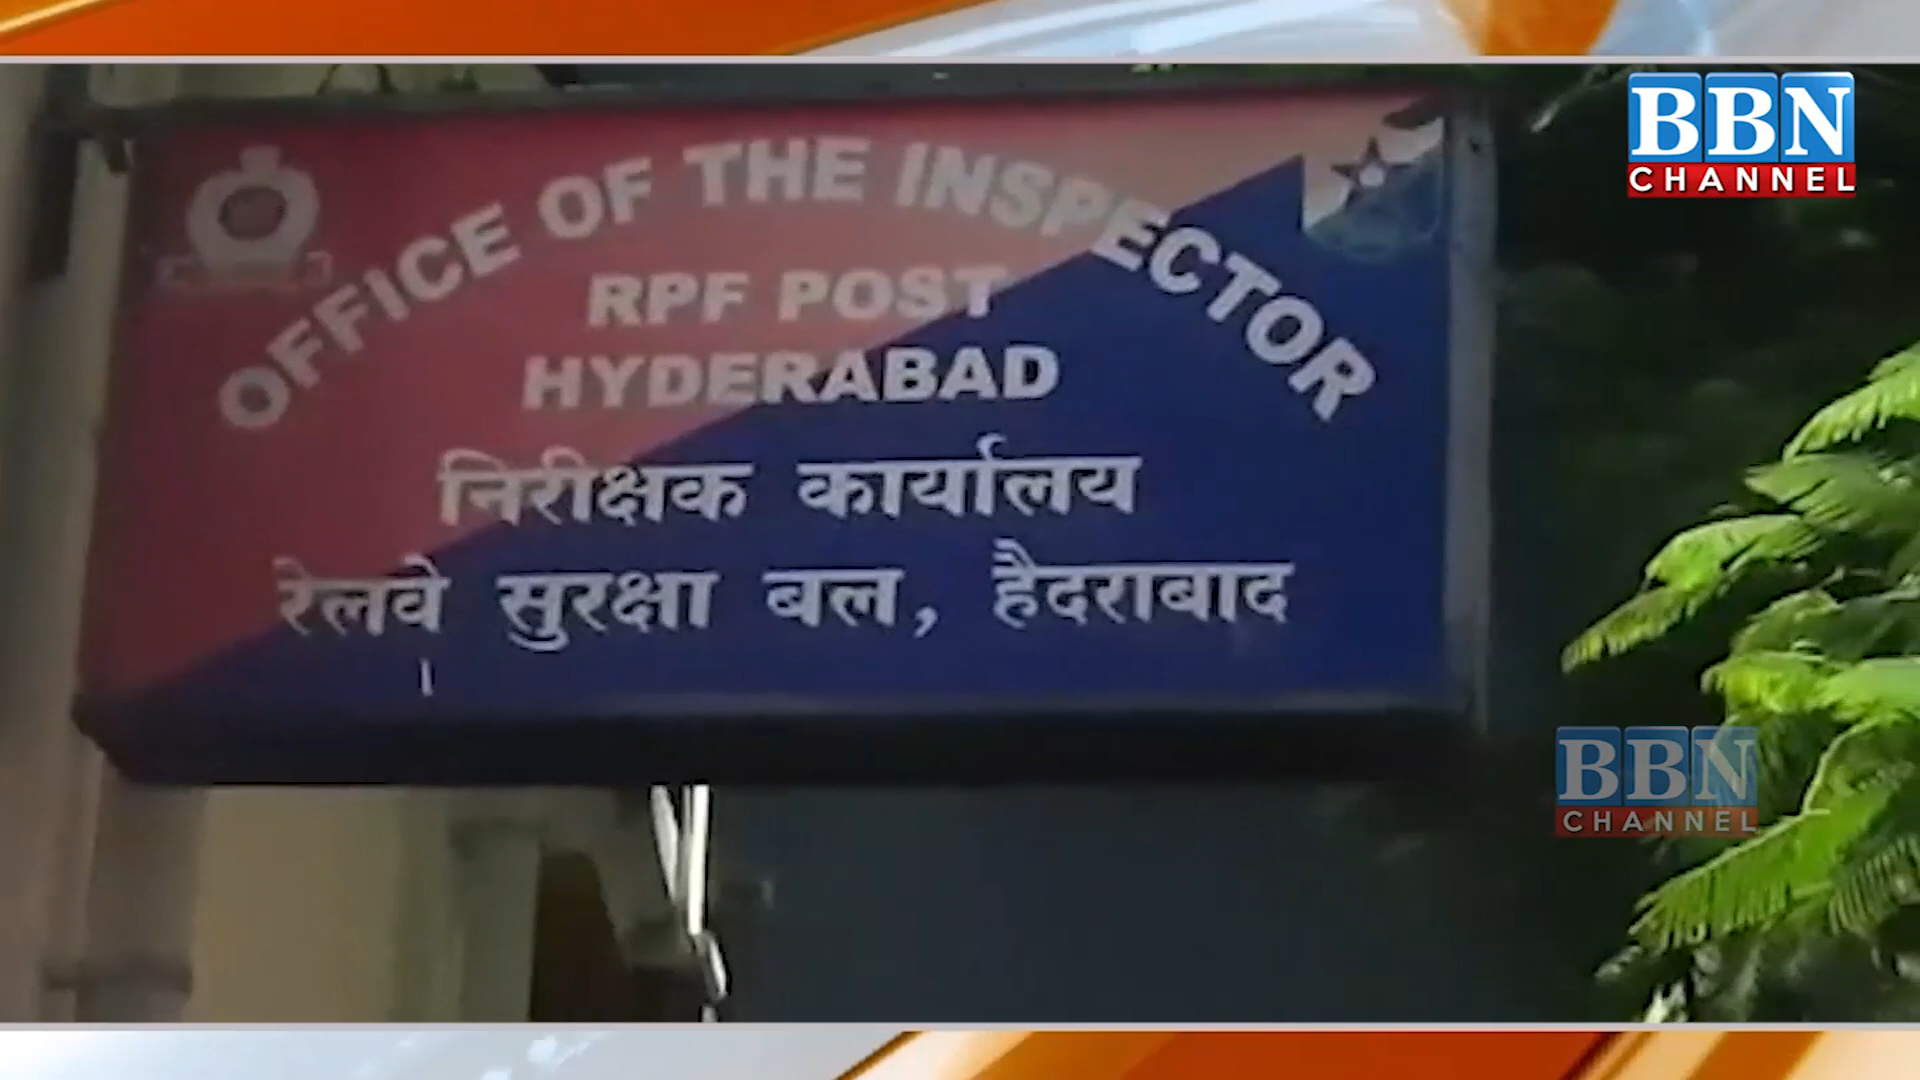 BBN
CHANNEL
OFFICE OF THE INSPECTOR
RPF POST
HYDERABAD
निरीक्षक कार्यालय
रेलवे सुरक्षा बल, हैदराबाद
BBN
CHANNEL